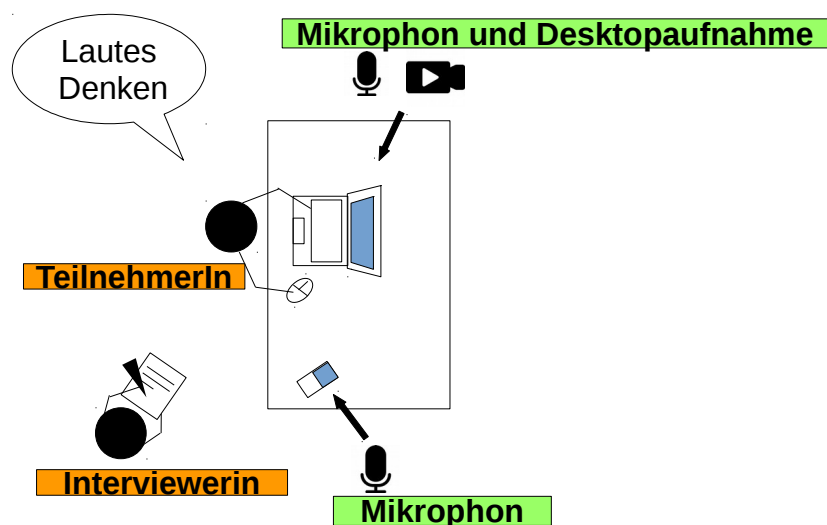 Mikrophon und Desktopaufnahme
Lautes
Denken
TeilnehmerIn
Interviewerin
Mikrophon